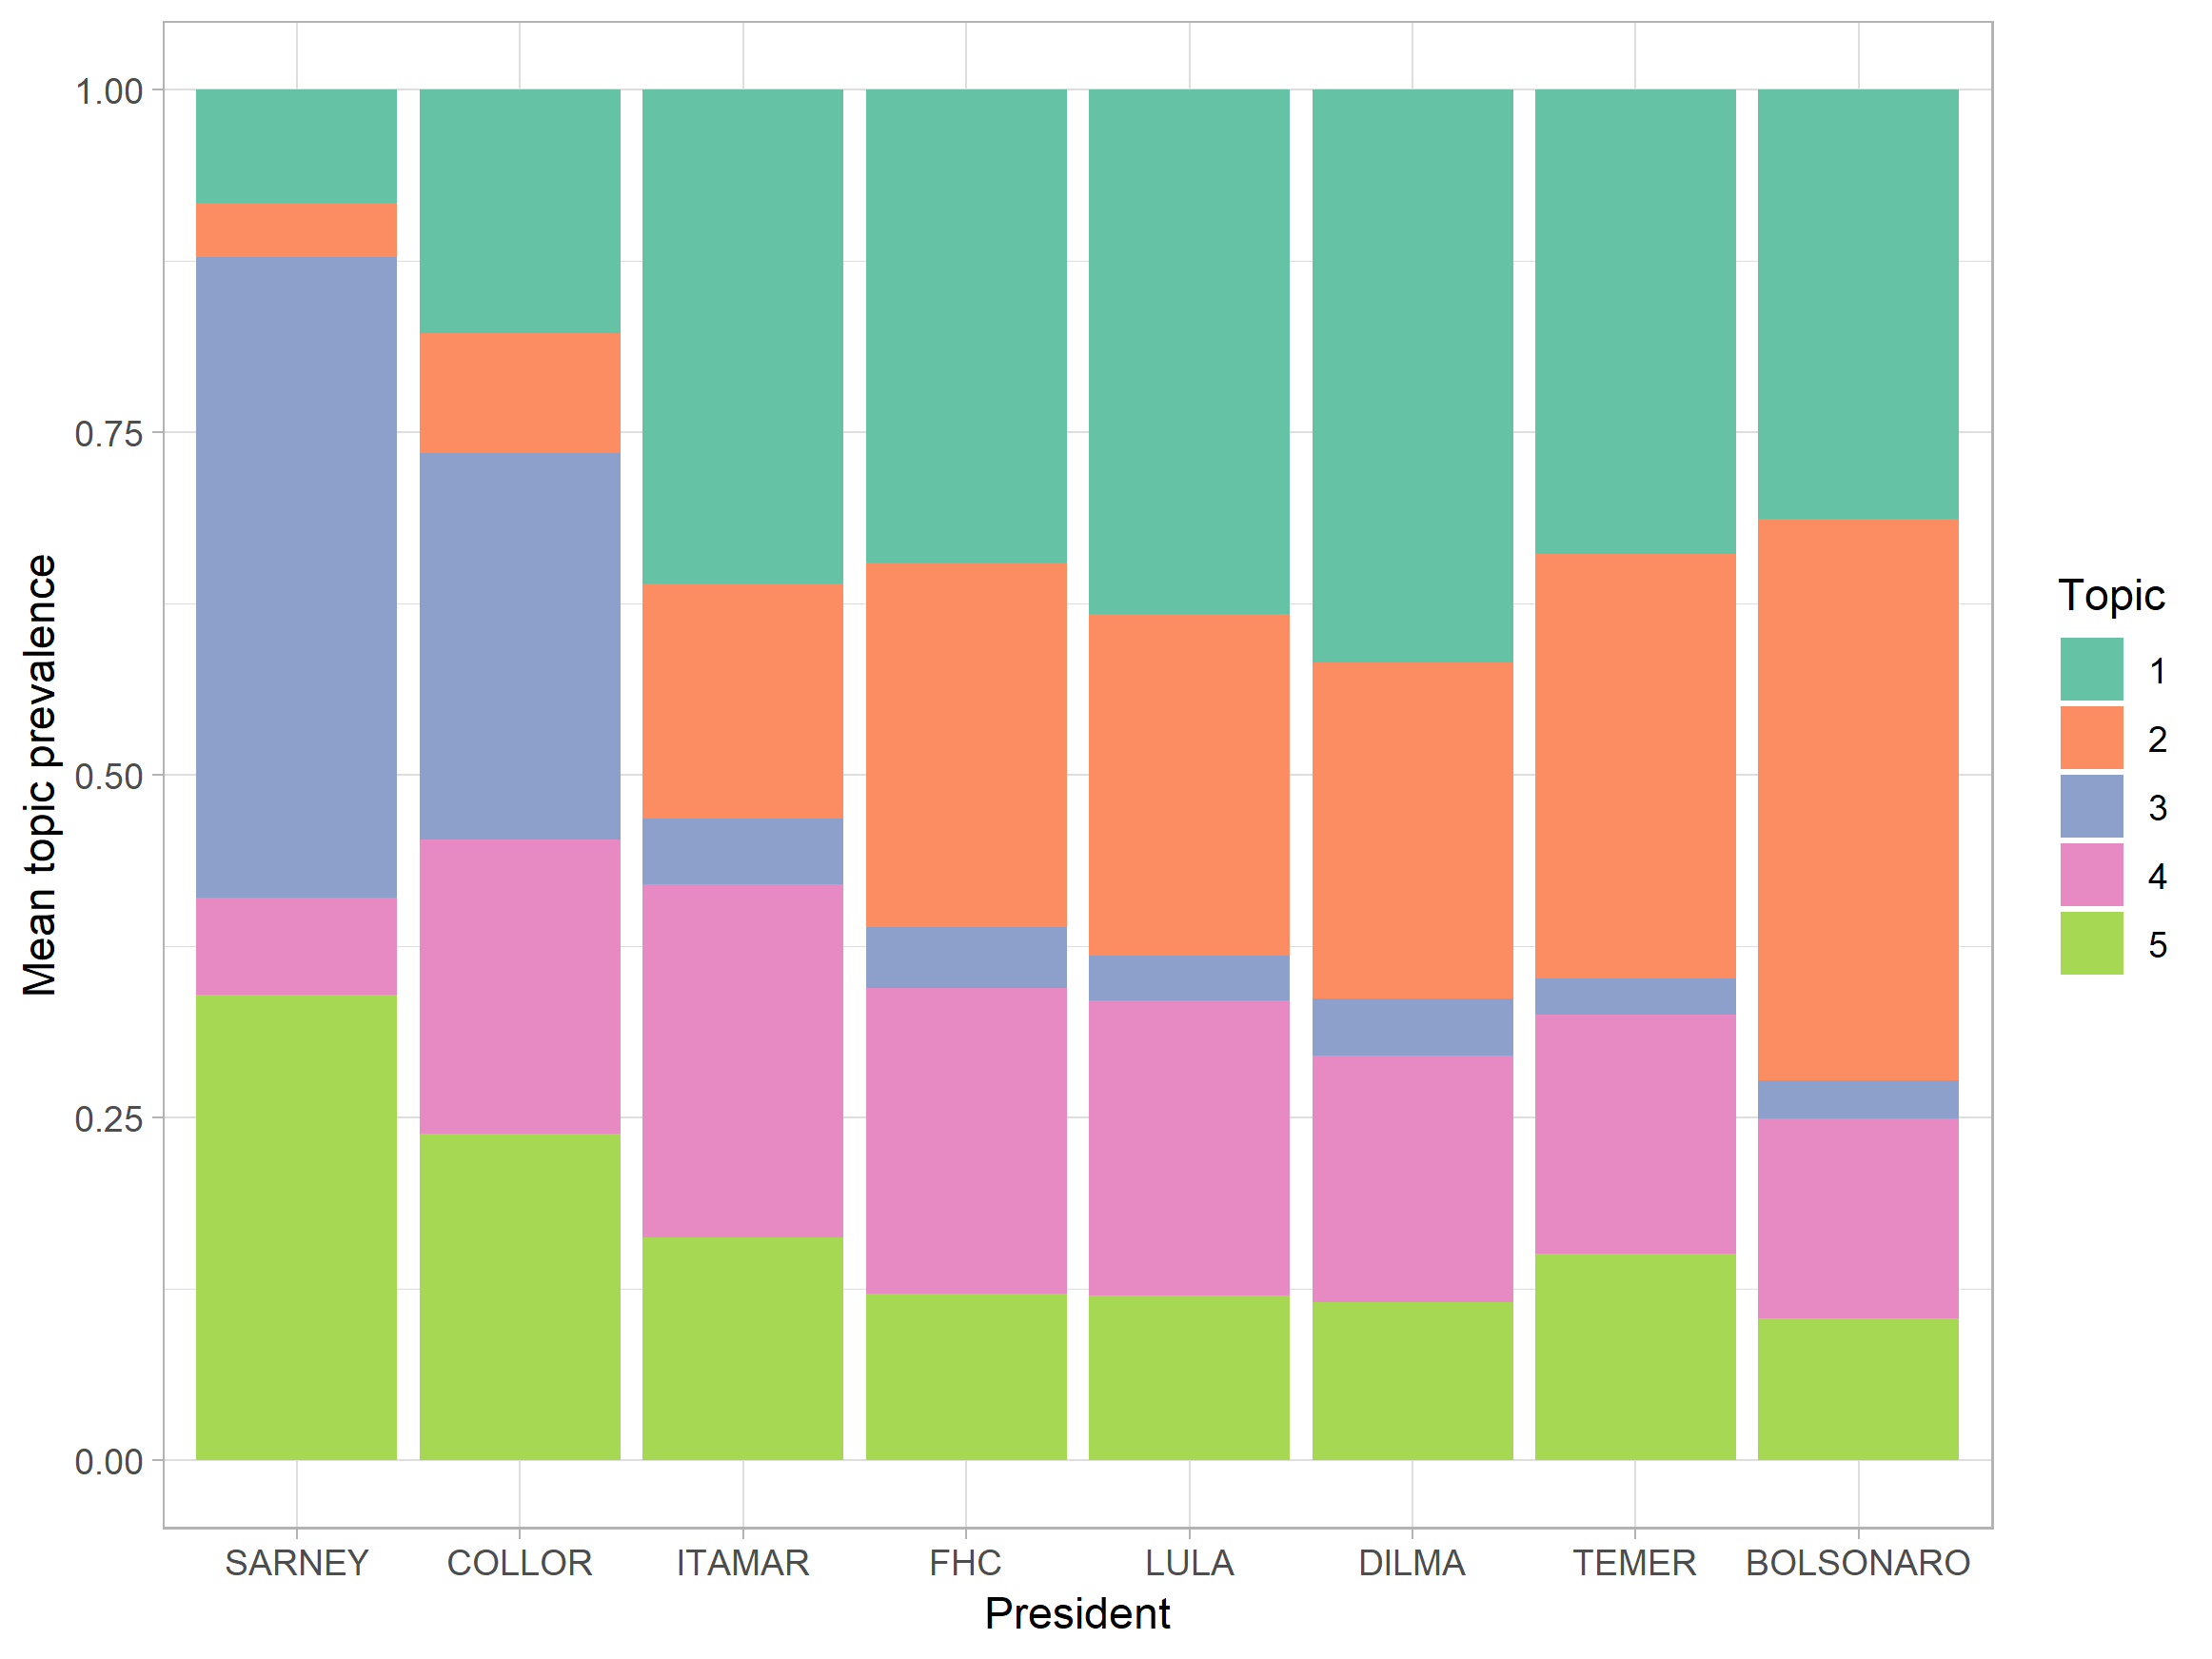 1.00
0.75
0.50
0.25
0.00
Mean topic prevalence
SARNEY COLLOR ITAMAR FHC LULA DILMA TEMER BOLSONARO
President
Topic
1
2
3
4
5